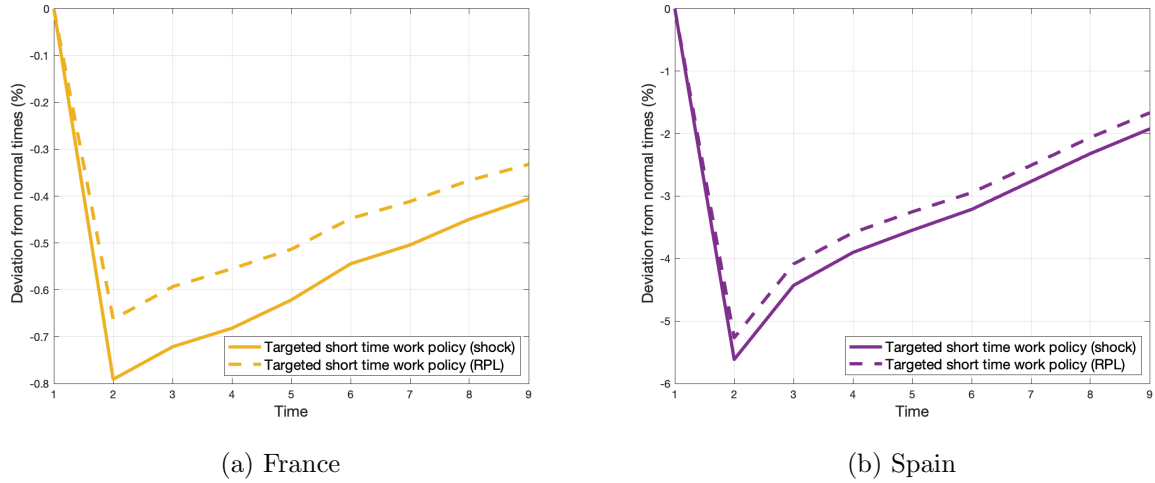 0
-0.1
-0.2
-0.3
-0.4
-0.5
-0.6
-0.7
-0.8
Deviation from normal times (%)
1 2 3 4 5 6 7 8 9
Time
Targeted short time work policy (shock)
Targeted short time work policy (RPL)
(a) France
0
-1
-2
-3
-4
-5
-6
Deviation from normal times (%)
1 2 3 4 5 6 7 8 9
Time
Targeted short time work policy (shock)
Targeted short time work policy (RPL)
(b) Spain